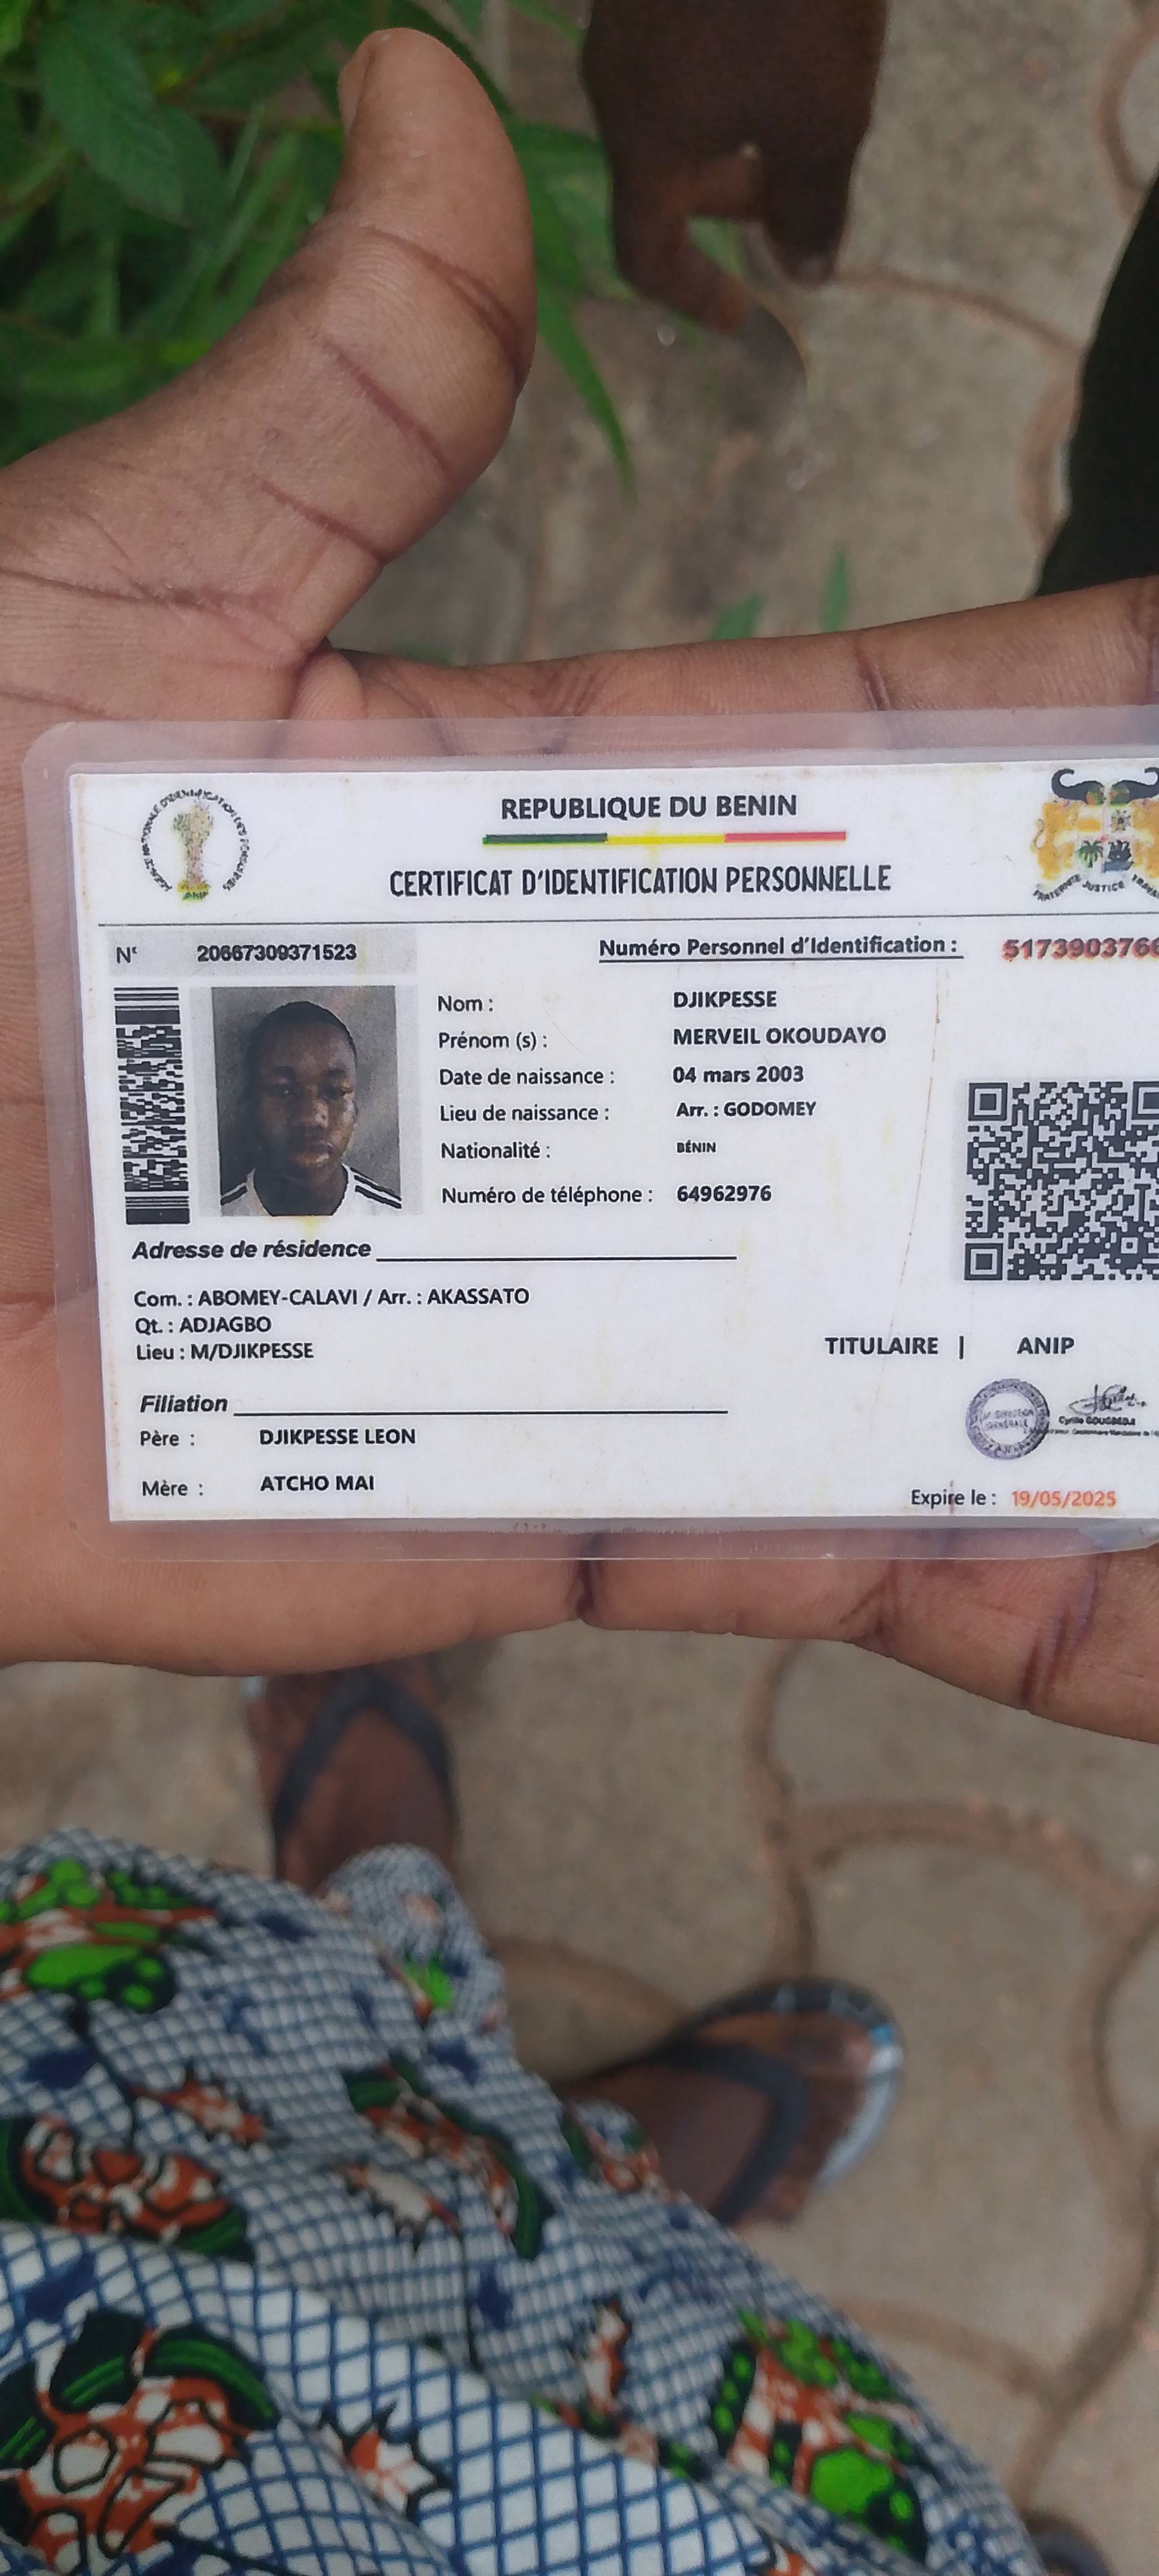 AGENCE NATIONALE D'IDENTIFICATION DES PERSONNES
ANIP
REPUBLIQUE DU BENIN
CERTIFICAT D'IDENTIFICATION PERSONNELLE
FRATERNITE JUSTICE TRAVAI
N° 20667309371523
Numéro Personnel d'Identification : 517390376
Nom : DJIKPESSE
Prénom (s) : MERVEIL OKOUDAYO
Date de naissance : 04 mars 2003
Lieu de naissance : Arr. : GODOMEY
Nationalité : BÉNIN
Numéro de téléphone : 64962976
Adresse de résidence
Com. : ABOMEY-CALAVI / Arr. : AKASSATO
Qt. : ADJAGBO
Lieu : M/DJIKPESSE
TITULAIRE | ANIP
Filiation
Père : DJIKPESSE LEON
Mère : ATCHO MAI
DIRECTION GENERALE
Cyrille GOUGBEDJI
Expire le : 19/05/2025